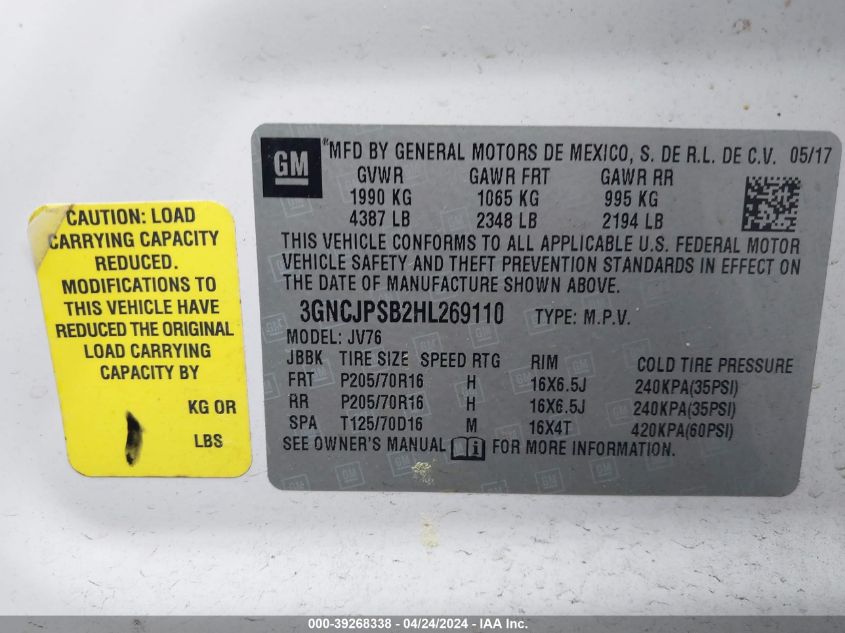 CAUTION: LOAD
CARRYING CAPACITY
REDUCED.
MODIFICATIONS TO
THIS VEHICLE HAVE
REDUCED THE ORIGINAL
LOAD CARRYING
CAPACITY BY
KG OR
LBS
GM ®MFD BY GENERAL MOTORS DE MEXICO, S. DE R.L. DE C.V. 05/17
GVWR GAWR FRT GAWR RR
1990 KG 1065 KG 995 KG
4387 LB 2348 LB 2194 LB
THIS VEHICLE CONFORMS TO ALL APPLICABLE U.S. FEDERAL MOTOR
VEHICLE SAFETY AND THEFT PREVENTION STANDARDS IN EFFECT ON
THE DATE OF MANUFACTURE SHOWN ABOVE.
3GNCJPSB2HL269110 TYPE: M.P.V.
MODEL: JV76
JBBK TIRE SIZE SPEED RTG RIM COLD TIRE PRESSURE
FRT P205/70R16 H 16X6.5J 240KPA(35PSI)
RR P205/70R16 H 16X6.5J 240KPA(35PSI)
SPA T125/70D16 M 16X4T 420KPA(60PSI)
SEE OWNER'S MANUAL FOR MORE INFORMATION.
000-39268338 - 04/24/2024 - IAA Inc.